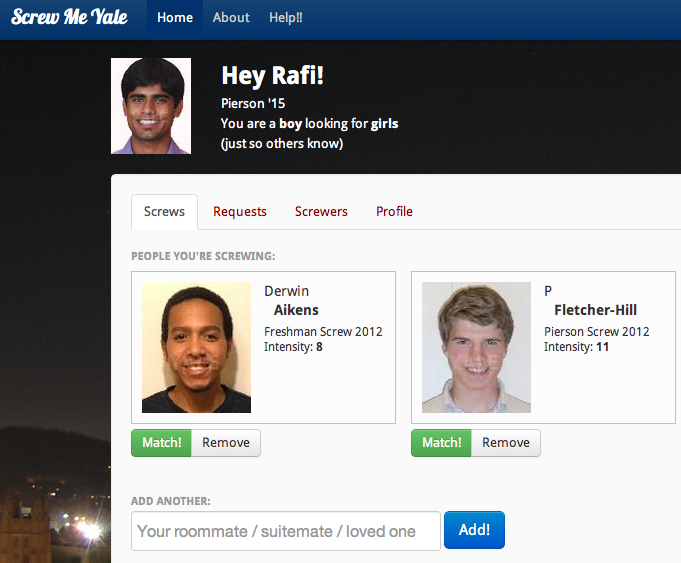 Screw Me Yale Home About Help!!
Hey Rafi!
Pierson '15
You are a boy looking for girls
(just so others know)
Screws Requests Screwers Profile
PEOPLE YOU'RE SCREWING:
Derwin
Aikens
Freshman Screw 2012
Intensity: 8
Match! Remove
P
Fletcher-Hill
Pierson Screw 2012
Intensity: 11
Match! Remove
ADD ANOTHER:
Your roommate / suitemate / loved one Add!